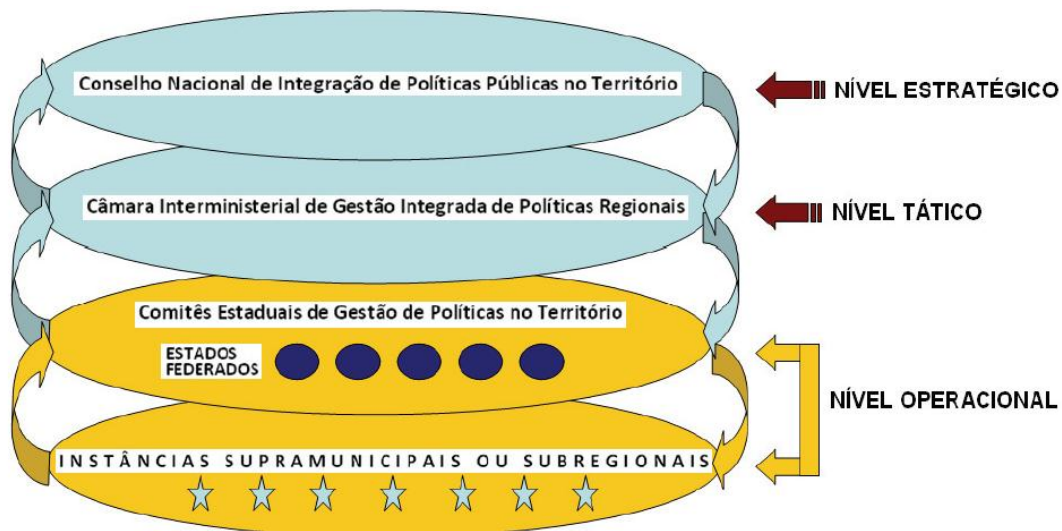 Conselho Nacional de Integração de Políticas Públicas no Território
NÍVEL ESTRATÉGICO
Câmara Interministerial de Gestão Integrada de Políticas Regionais
NÍVEL TÁTICO
Comitês Estaduais de Gestão de Políticas no Território
ESTADOS
FEDERADOS
NÍVEL OPERACIONAL
INSTÂNCIAS SUPRAMUNICIPAIS OU SUBREGIONAIS